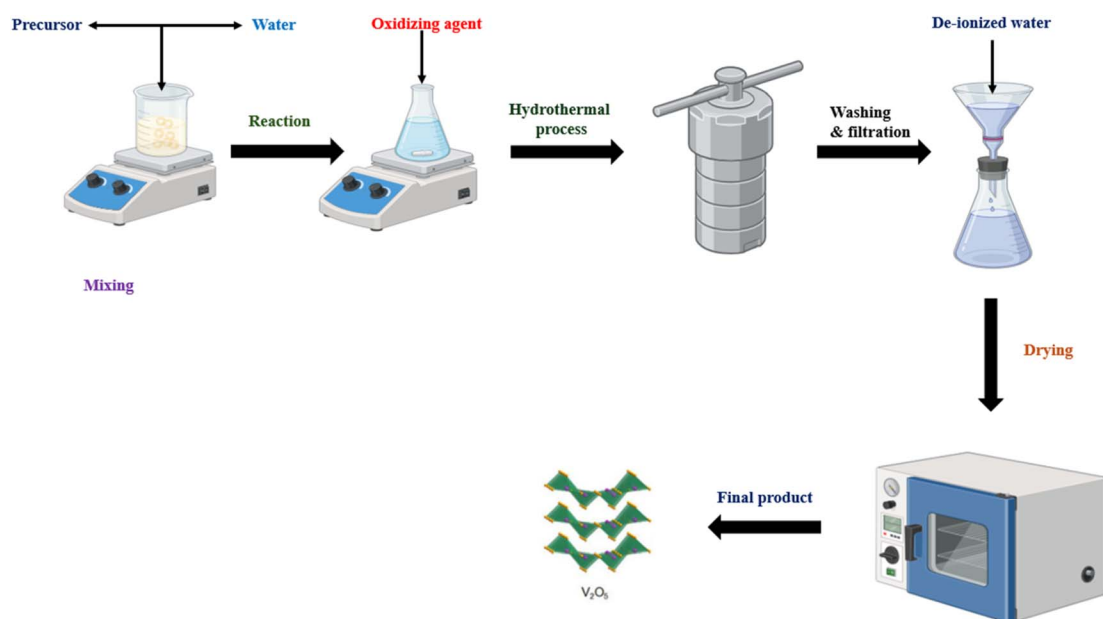 Precursor
Water
Oxidizing agent
De-ionized water
Reaction
Hydrothermal
process
Washing
& filtration
Mixing
Drying
Final product
V₂O₅